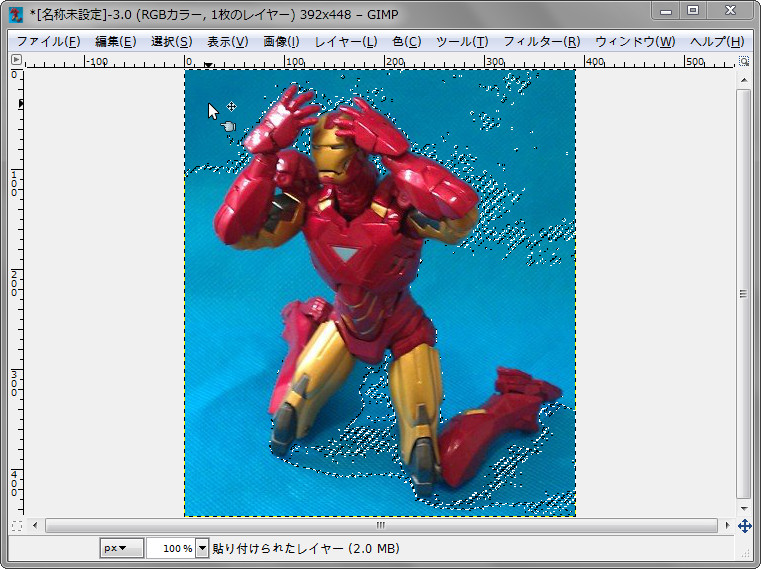 *[名称未設定]-3.0 (RGBカラー, 1枚のレイヤー) 392x448 – GIMP
ファイル(F) 編集(E) 選択(S) 表示(V) 画像(I) レイヤー(L) 色(C) ツール(T) フィルター(R) ウィンドウ(W) ヘルプ(H)
-100 0 100 200 300 400 500
0
100
200
300
400
px 100 % 貼り付けられたレイヤー (2.0 MB)